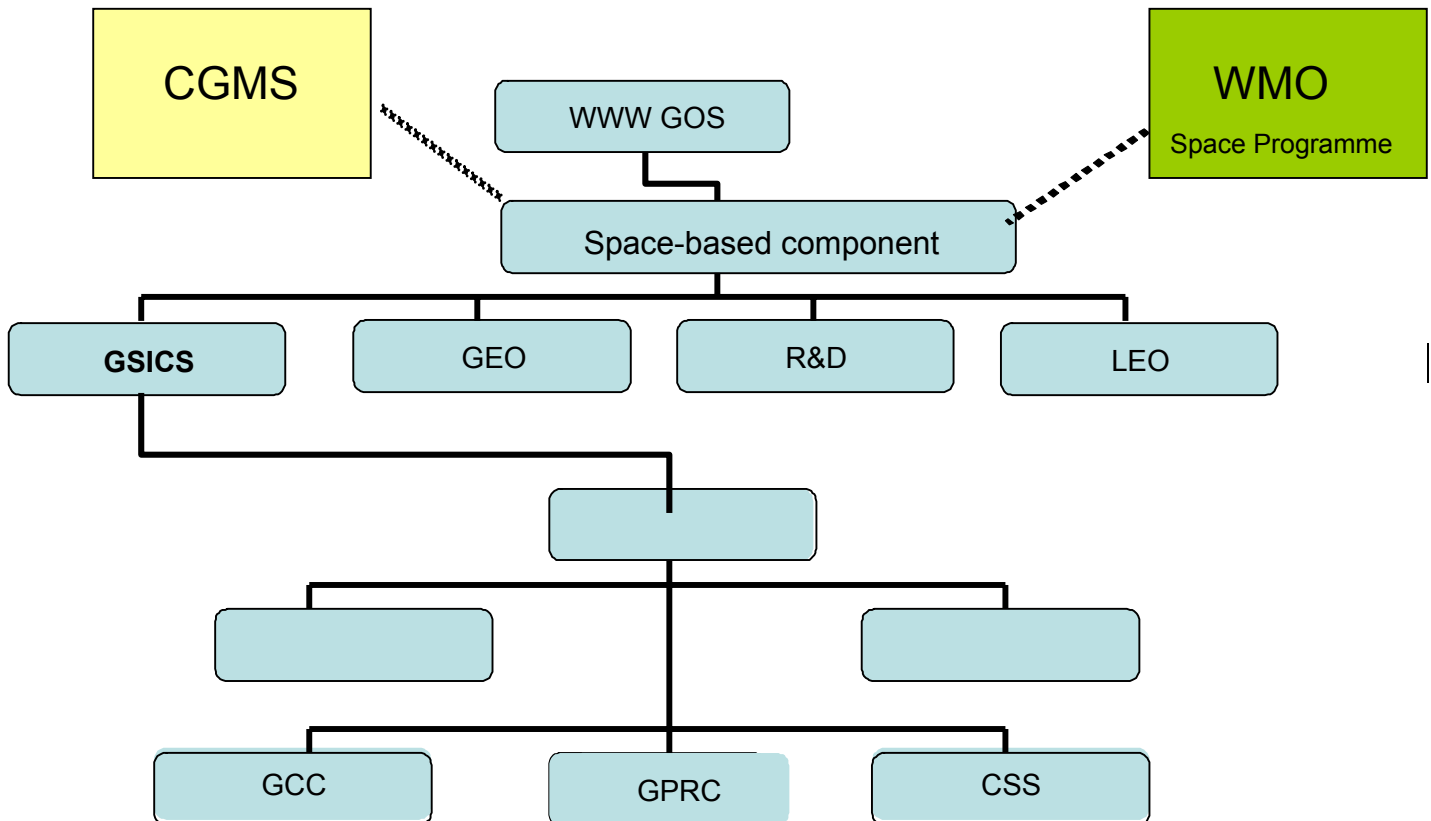 CGMS
WWW GOS
WMO
Space Programme
Space-based component
GSICS
GEO
R&D
LEO
GCC
GPRC
CSS